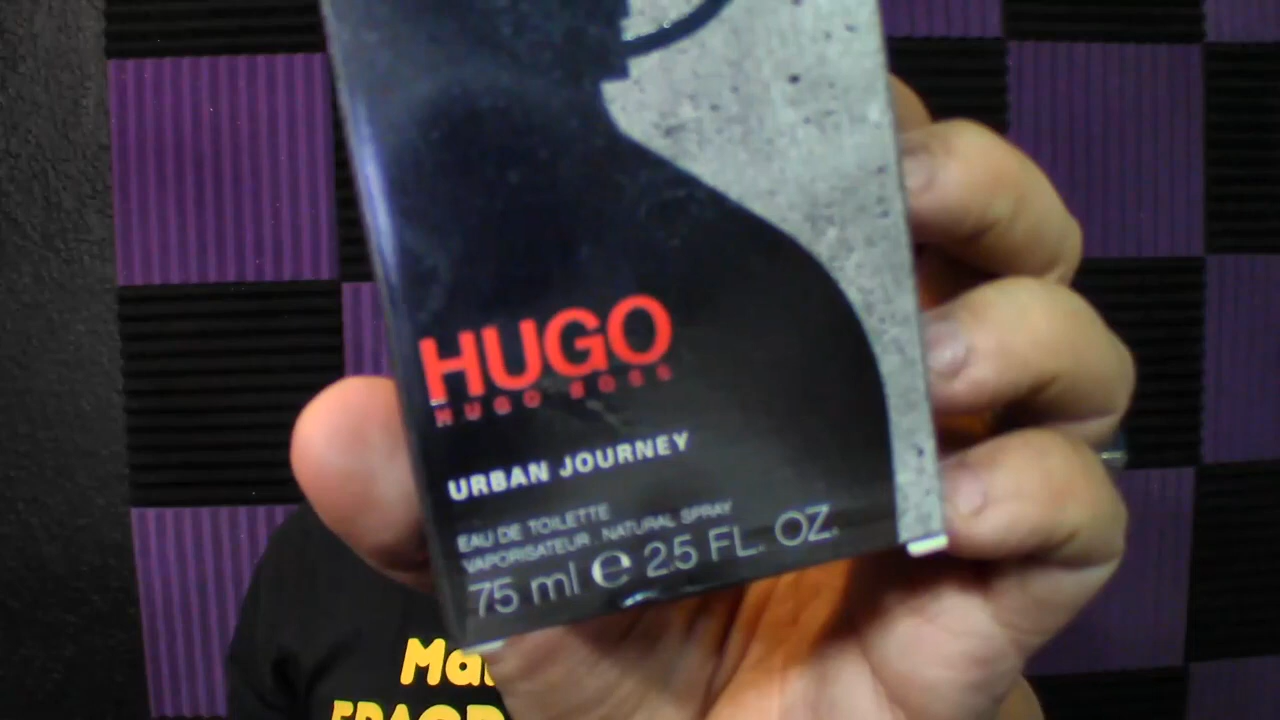 HUGO
HUGO BOSS
URBAN JOURNEY
EAU DE TOILETTE
VAPORISATEUR . NATURAL SPRAY
75 ml e 2.5 FL. OZ.